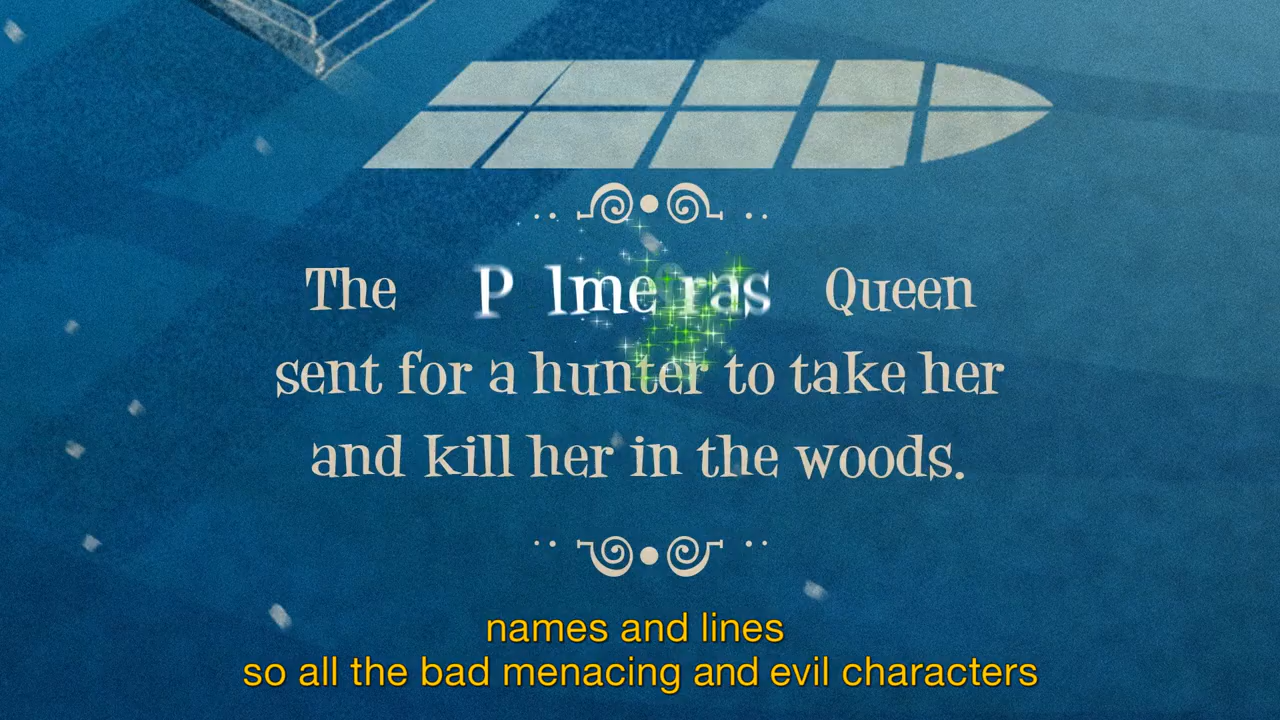 The P lmeiras Queen
sent for a hunter to take her
and kill her in the woods.
names and lines
so all the bad menacing and evil characters